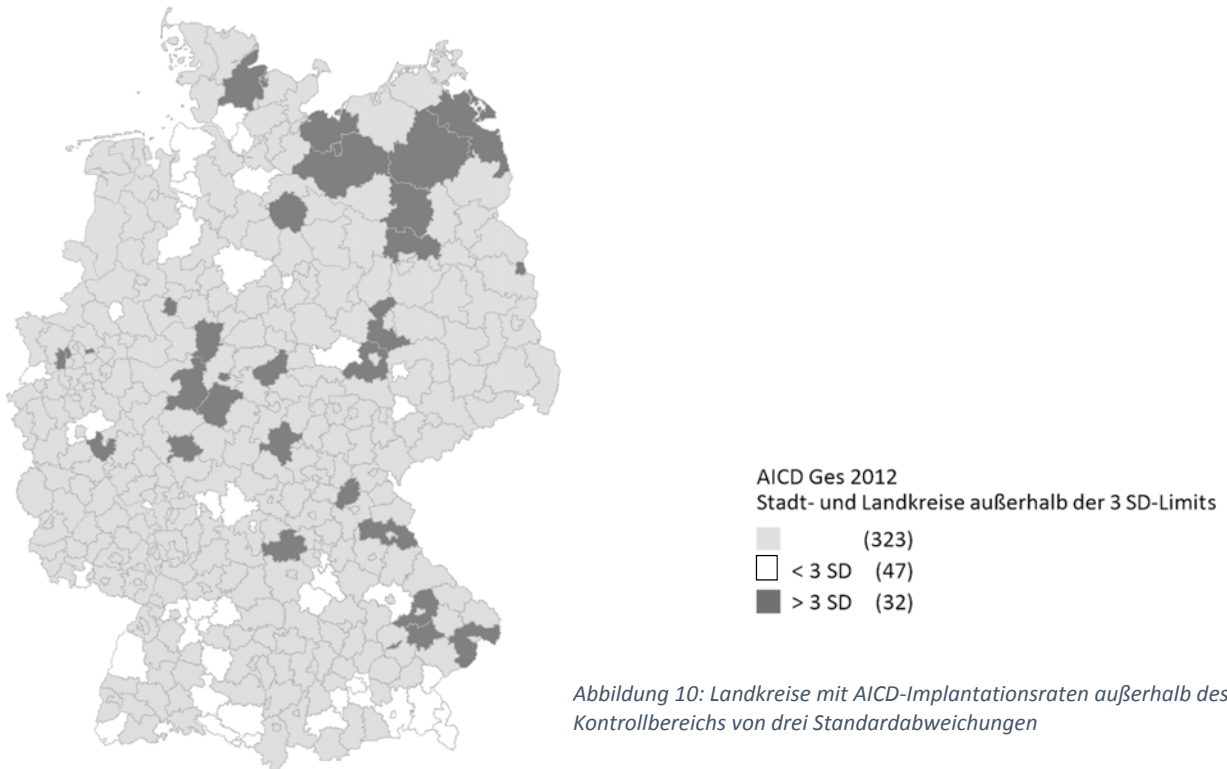 AICD Ges 2012
Stadt- und Landkreise außerhalb der 3 SD-Limits
(323)
< 3 SD (47)
> 3 SD (32)
Abbildung 10: Landkreise mit AICD-Implantationsraten außerhalb des
Kontrollbereichs von drei Standardabweichungen